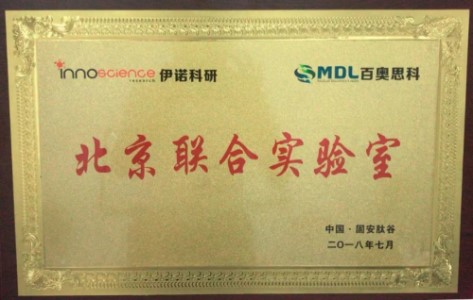 innoscience 伊诺科研
RESEARCH
SMDL 百奥思科
北京联合实验室
中国·固安肽谷
二〇一八年七月